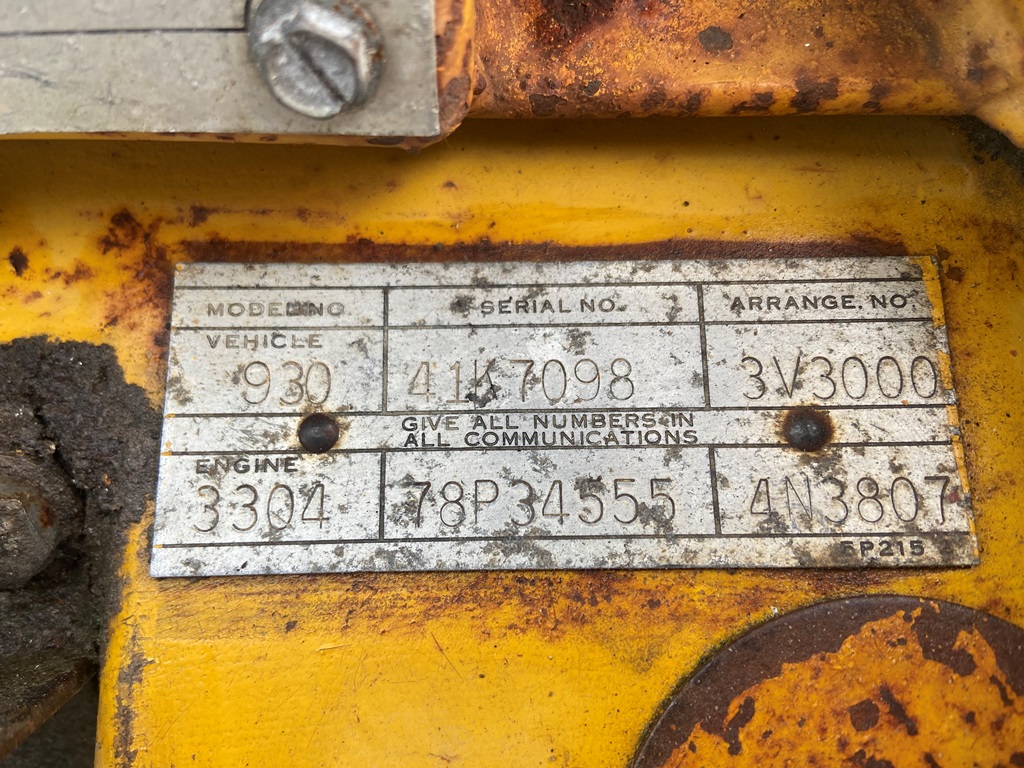 MODEL NO SERIAL NO. ARRANGE. NO
VEHICLE
930 41K7098 3V3000
GIVE ALL NUMBERS IN
ALL COMMUNICATIONS
ENGINE
3304 78P34555 4N3807
5P215